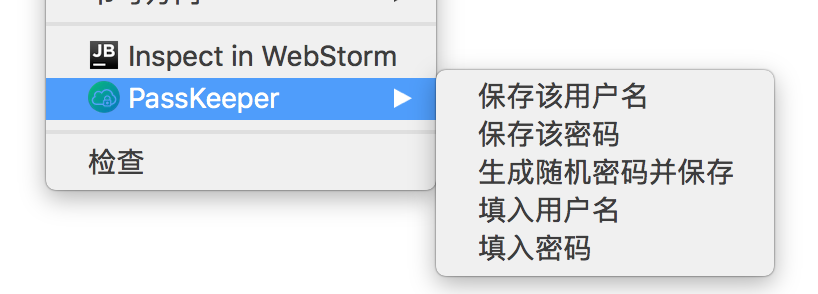 JB
Inspect in WebStorm
PassKeeper
检查
保存该用户名
保存该密码
生成随机密码并保存
填入用户名
填入密码